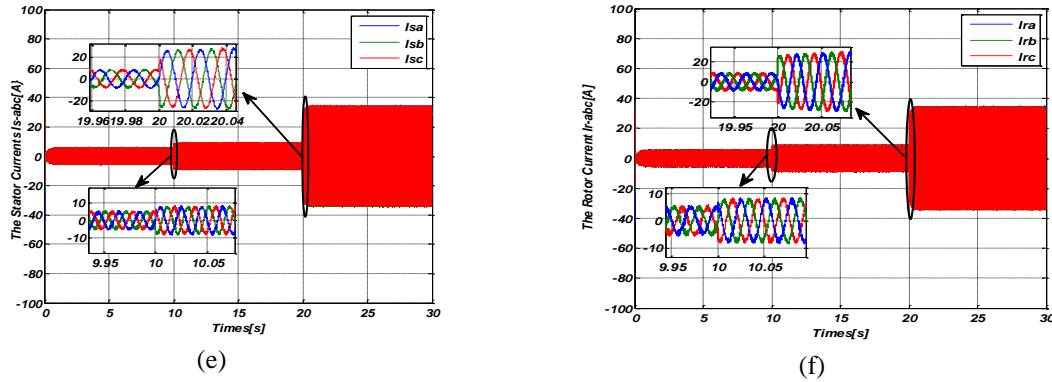 The Stator Currents Is-abc[A]
100
80
60
40
20
0
-20
-40
-60
-80
-100
Isa
Isb
Isc
20
0
-20
19.96 19.98 20 20.02 20.04
10
0
-10
9.95 10 10.05
0 5 10 15 20 25 30
Times[s]
(e)
The Rotor Current Ir-abc[A]
100
80
60
40
20
0
-20
-40
-60
-80
-100
Ira
Irb
Irc
20
0
-20
19.95 20 20.05
10
0
-10
9.95 10 10.05
0 5 10 15 20 25 30
Times[s]
(f)